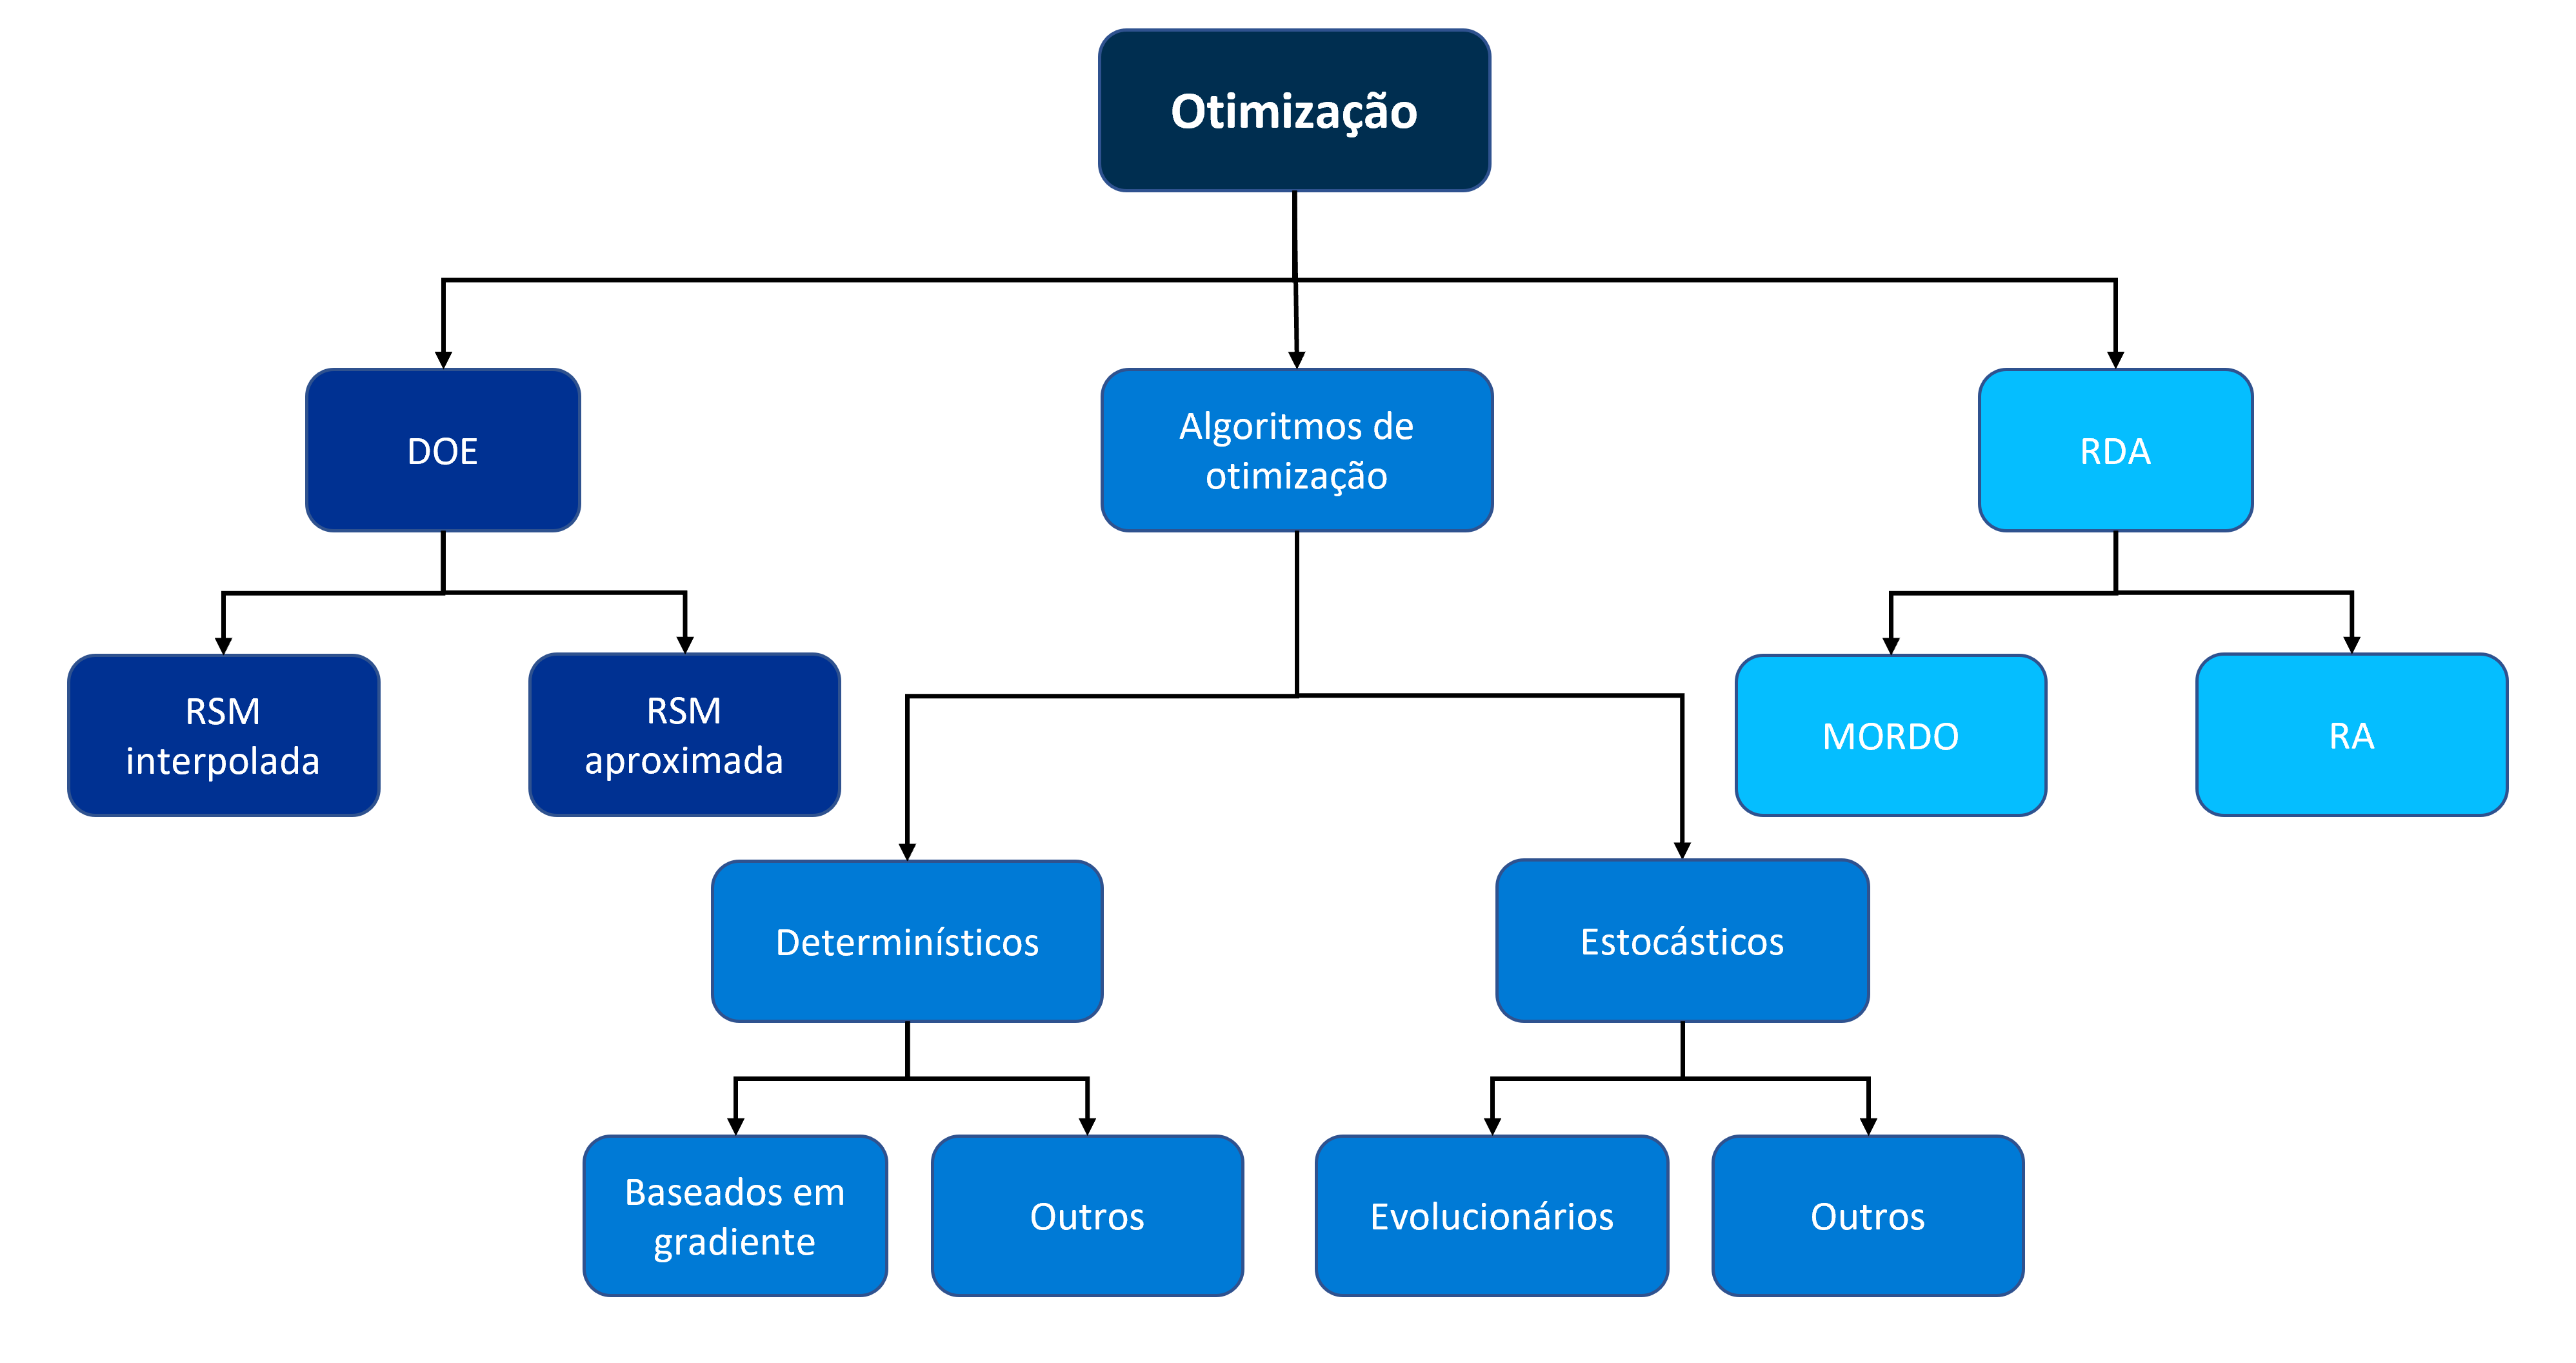 Otimização
DOE
Algoritmos de
otimização
RDA
RSM
interpolada
RSM
aproximada
MORDO
RA
Determinísticos
Estocásticos
Baseados em
gradiente
Outros
Evolucionários
Outros